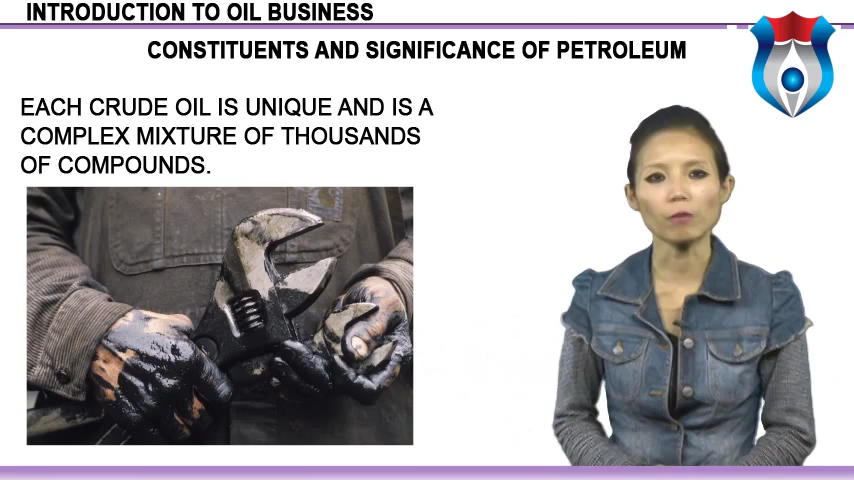 INTRODUCTION TO OIL BUSINESS
CONSTITUENTS AND SIGNIFICANCE OF PETROLEUM
EACH CRUDE OIL IS UNIQUE AND IS A
COMPLEX MIXTURE OF THOUSANDS
OF COMPOUNDS.